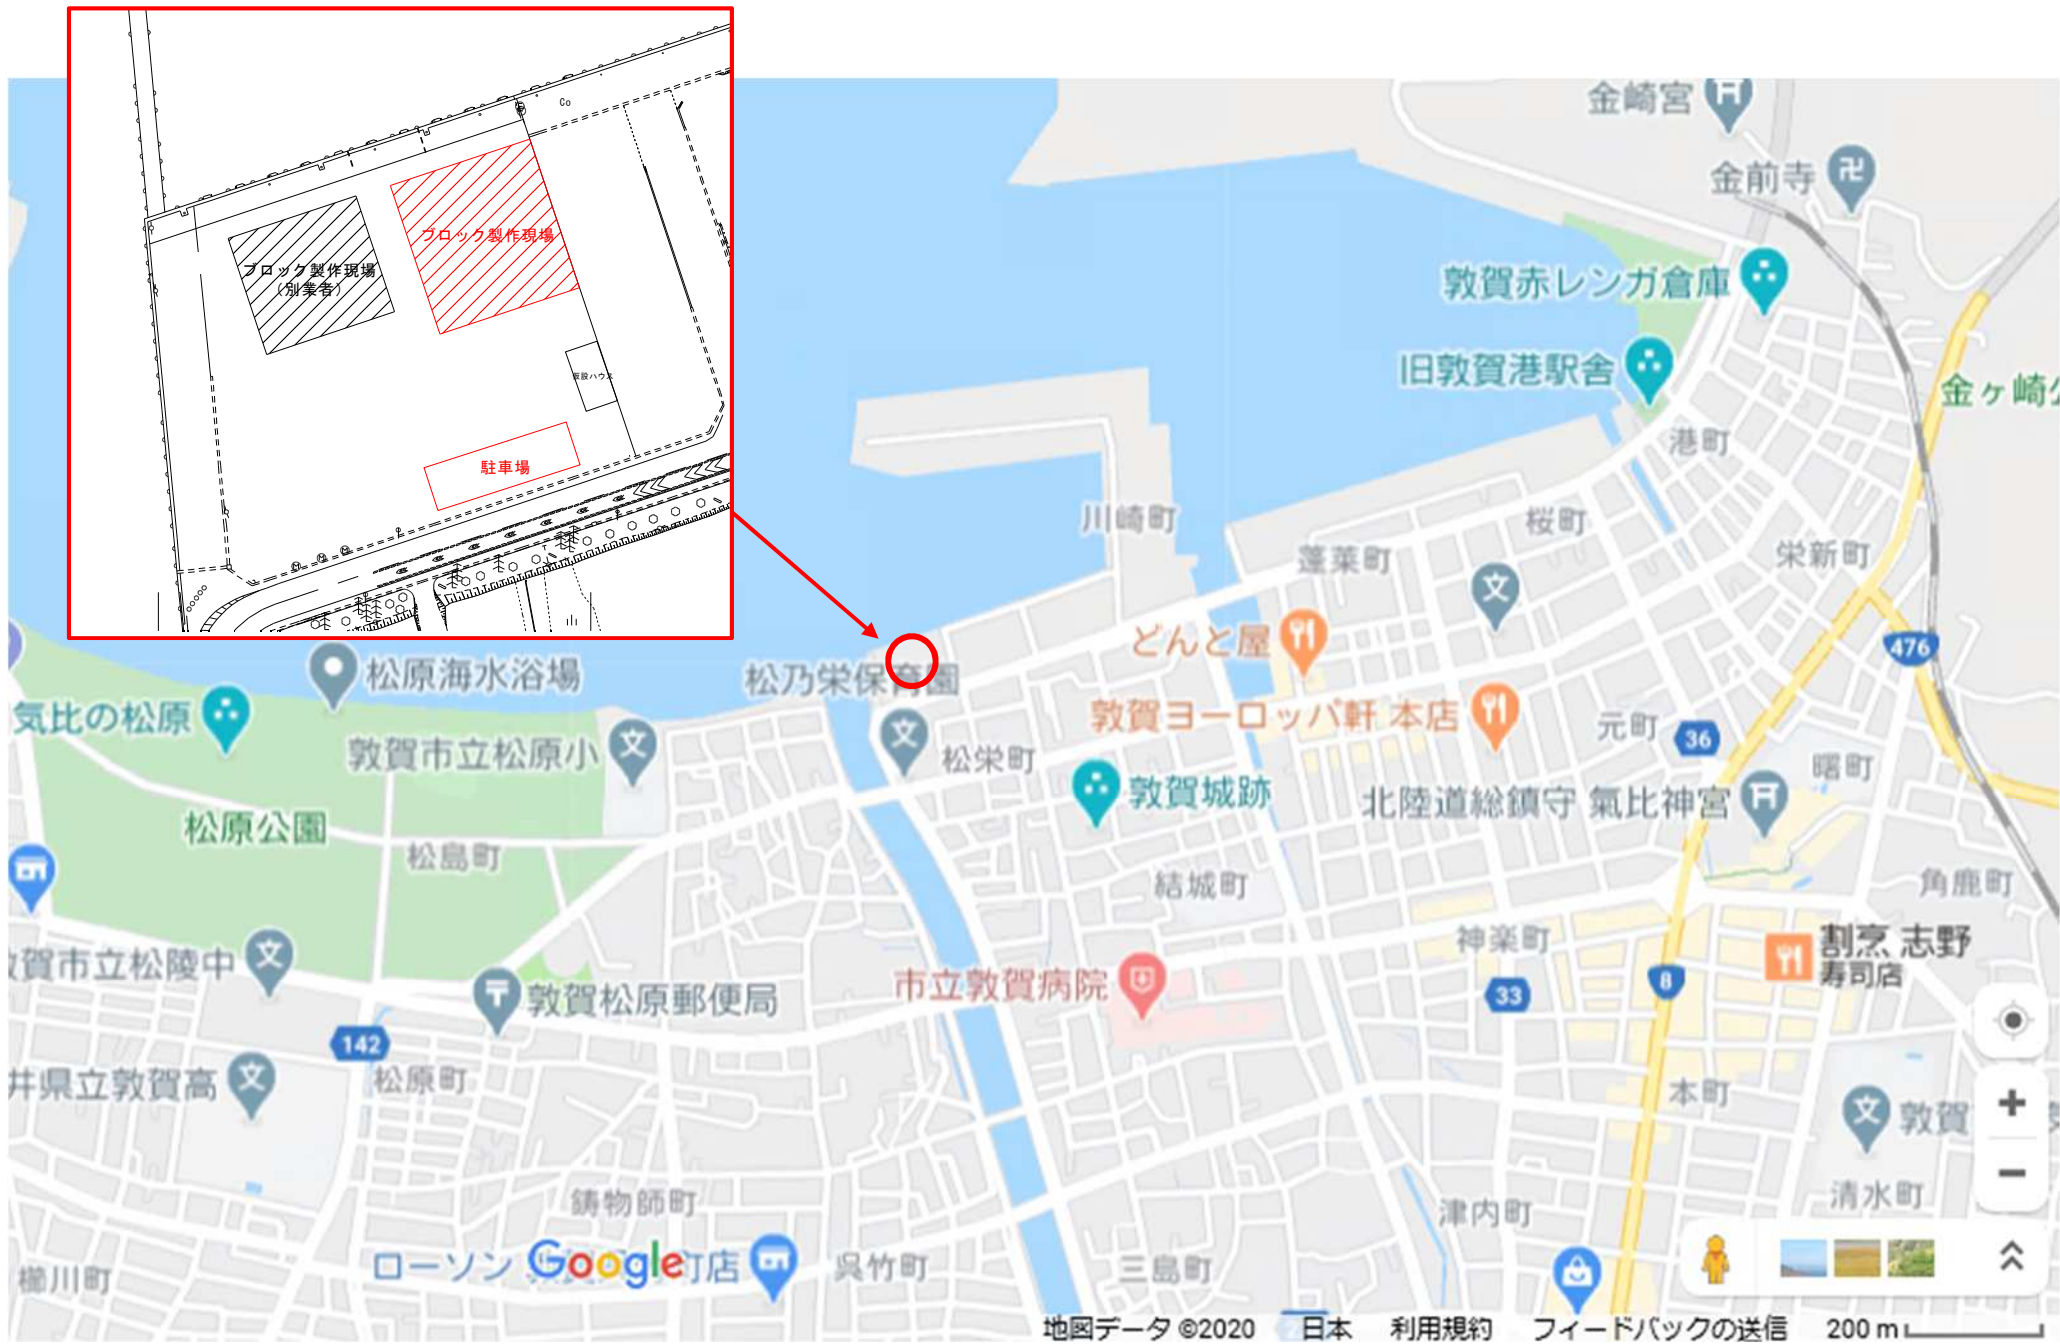 Co
ブロック製作現場
ブロック製作現場
(別業者)
仮設ハウス
駐車場
金崎宮
金前寺
敦賀赤レンガ倉庫
旧敦賀港駅舎
金ヶ崎公
港町
川崎町
桜町
蓬莱町
栄新町
どんと屋
476
松原海水浴場
松乃栄保育園
気比の松原
敦賀ヨーロッパ軒 本店
元町
36
敦賀市立松原小
松栄町
曙町
敦賀城跡
北陸道総鎮守 氣比神宮
松原公園
松島町
結城町
角鹿町
神楽町
割烹 志野
寿司店
賀市立松陵中
市立敦賀病院
8
33
敦賀松原郵便局
142
井県立敦賀高
松原町
本町
敦賀
清水町
鋳物師町
津内町
ローソン
Google
町店
呉竹町
三島町
櫛川町
地図データ ©2020
日本
利用規約
フィードバックの送信
200 m